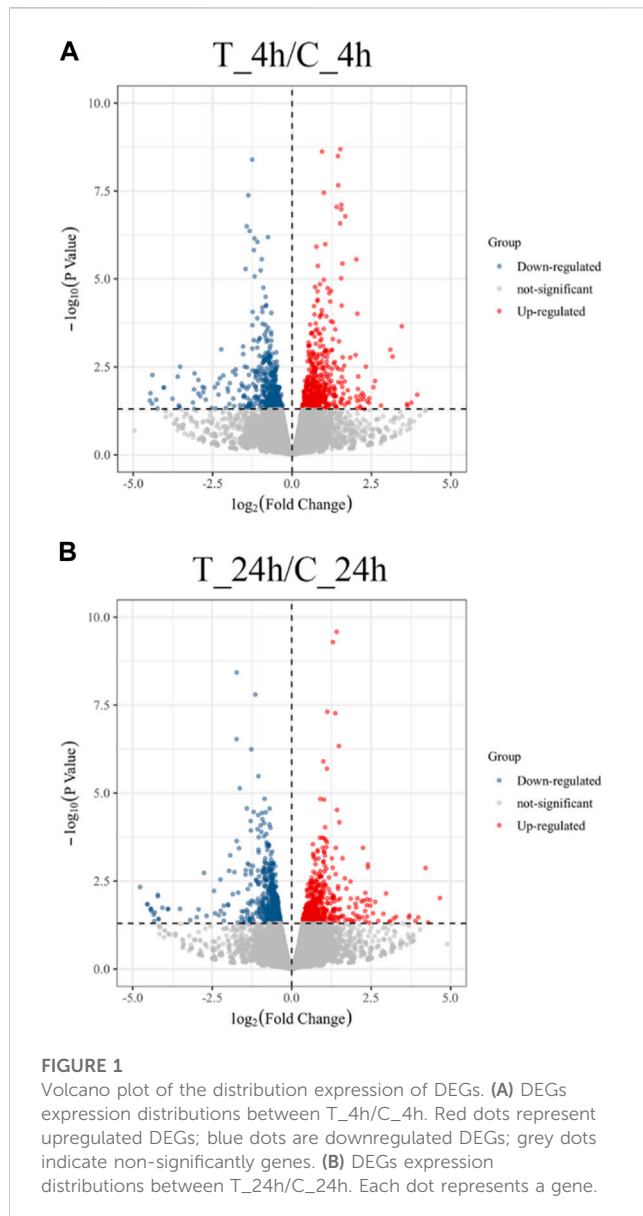 A
T_4h/C_4h
10.0
7.5
5.0
2.5
0.0
−log10(P Value)
-5.0 -2.5 0.0 2.5 5.0
log2(Fold Change)
Group
Down-regulated
not-significant
Up-regulated
B
T_24h/C_24h
10.0
7.5
5.0
2.5
0.0
−log10(P Value)
-5.0 -2.5 0.0 2.5 5.0
log2(Fold Change)
Group
Down-regulated
not-significant
Up-regulated
FIGURE 1
Volcano plot of the distribution expression of DEGs. (A) DEGs
expression distributions between T_4h/C_4h. Red dots represent
upregulated DEGs; blue dots are downregulated DEGs; grey dots
indicate non-significantly genes. (B) DEGs expression
distributions between T_24h/C_24h. Each dot represents a gene.